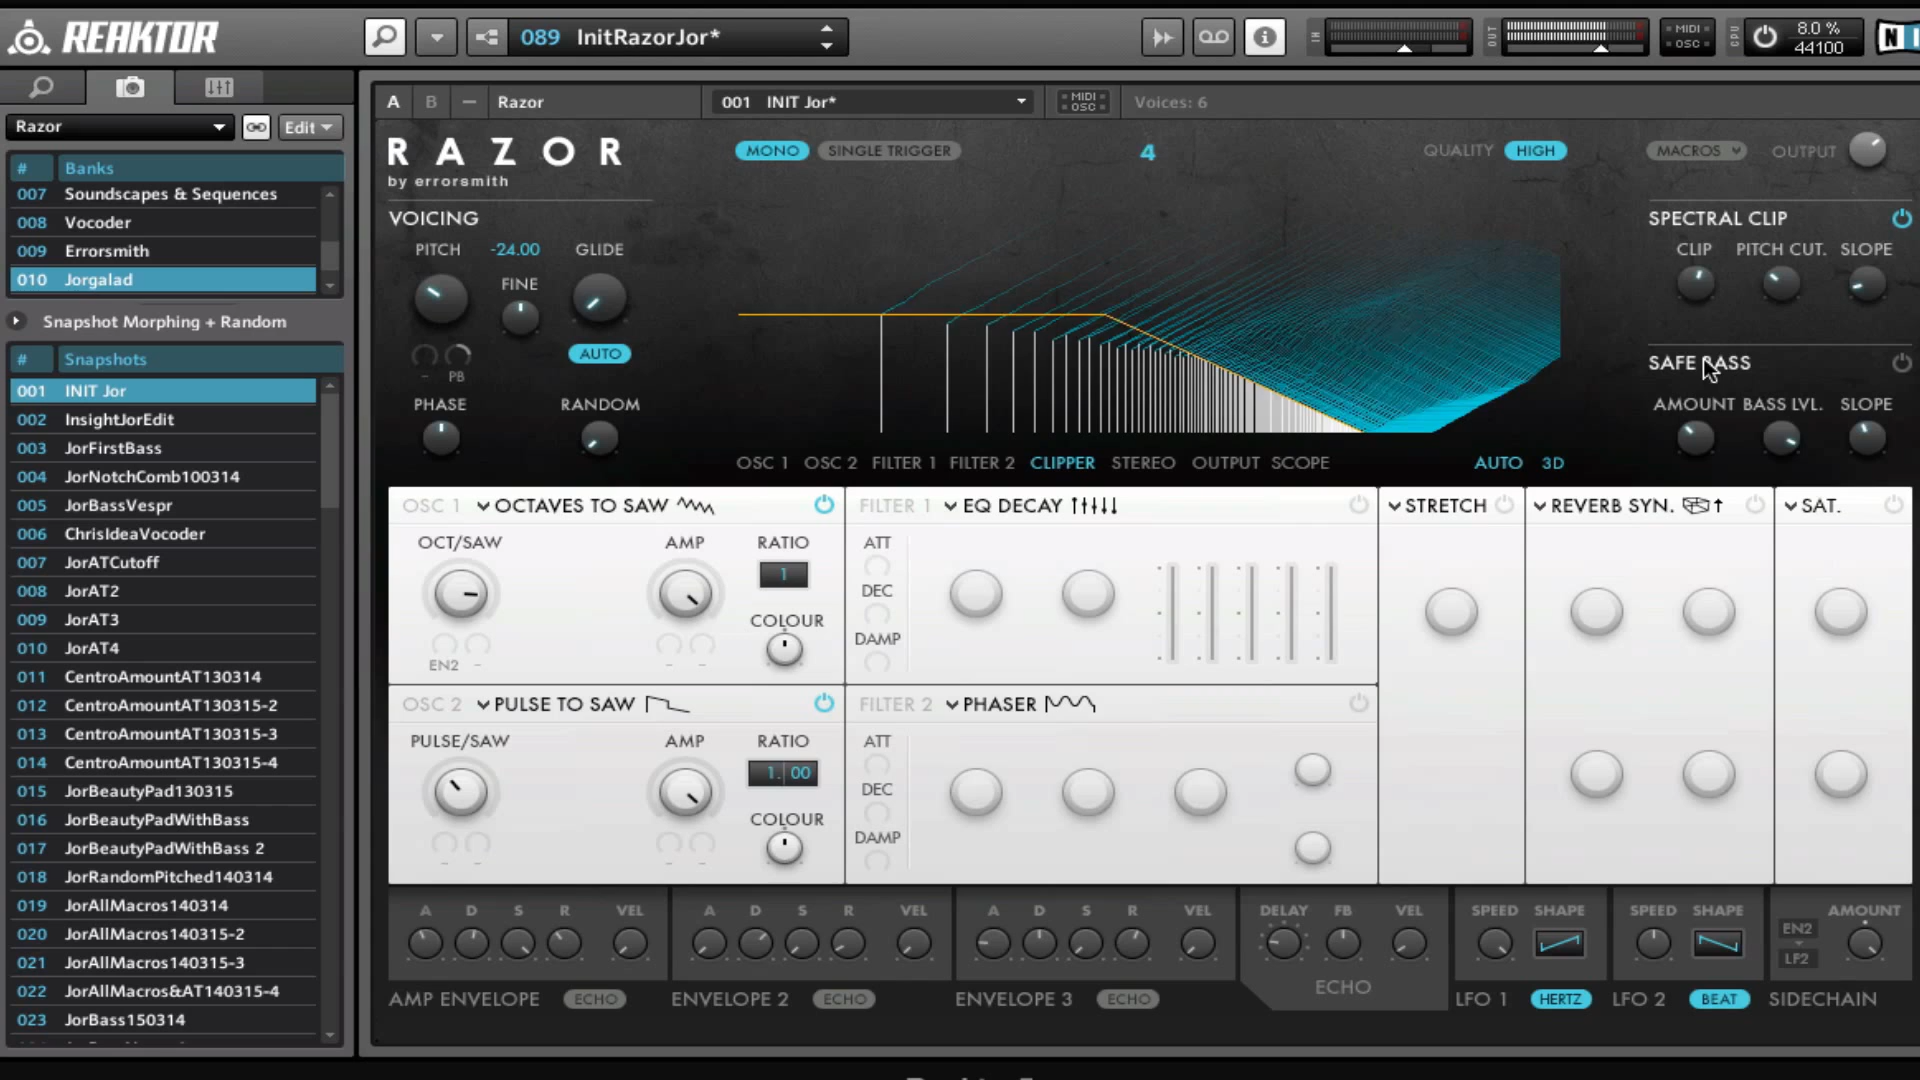 REAKTOR
089 InitRazorJor*
IN
OUT
MIDI
OSC
CPU
8.0 %
44100
N I
Razor
Edit
# Banks
007 Soundscapes & Sequences
008 Vocoder
009 Errorsmith
010 Jorgalad
Snapshot Morphing + Random
# Snapshots
001 INIT Jor
002 InsightJorEdit
003 JorFirstBass
004 JorNotchComb100314
005 JorBassVespr
006 ChrisIdeaVocoder
007 JorATCutoff
008 JorAT2
009 JorAT3
010 JorAT4
011 CentroAmountAT130314
012 CentroAmountAT130315-2
013 CentroAmountAT130315-3
014 CentroAmountAT130315-4
015 JorBeautyPad130315
016 JorBeautyPadWithBass
017 JorBeautyPadWithBass 2
018 JorRandomPitched140314
019 JorAllMacros140314
020 JorAllMacros140315-2
021 JorAllMacros140315-3
022 JorAllMacros&AT140315-4
023 JorBass150314
A B Razor 001 INIT Jor* MIDI OSC Voices: 6
RAZOR
by errorsmith
MONO SINGLE TRIGGER 4 QUALITY HIGH MACROS OUTPUT
VOICING
PITCH -24.00 GLIDE
FINE
AUTO
- PB
PHASE RANDOM
SPECTRAL CLIP
CLIP PITCH CUT. SLOPE
SAFE BASS
AMOUNT BASS LVL. SLOPE
OSC 1 OSC 2 FILTER 1 FILTER 2 CLIPPER STEREO OUTPUT SCOPE AUTO 3D
OSC 1 OCTAVES TO SAW
OCT/SAW AMP RATIO
1
COLOUR
EN2 - - -
FILTER 1 EQ DECAY
ATT
DEC
DAMP
STRETCH
REVERB SYN.
SAT.
OSC 2 PULSE TO SAW
PULSE/SAW AMP RATIO
1. 00
COLOUR
- - - -
FILTER 2 PHASER
ATT
DEC
DAMP
A D S R VEL
AMP ENVELOPE ECHO
A D S R VEL
ENVELOPE 2 ECHO
A D S R VEL
ENVELOPE 3 ECHO
DELAY FB VEL
ECHO
SPEED SHAPE
LFO 1 HERTZ
SPEED SHAPE
LFO 2 BEAT
AMOUNT
EN2
LF2
SIDECHAIN